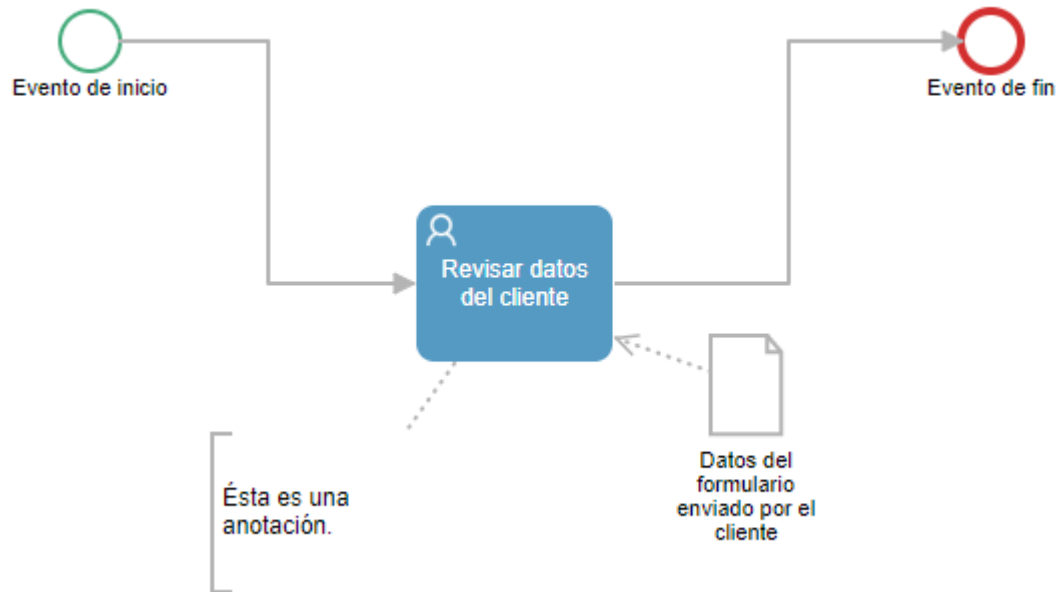 Evento de inicio
Evento de fin
Revisar datos
del cliente
Ésta es una
anotación.
Datos del
formulario
enviado por el
cliente